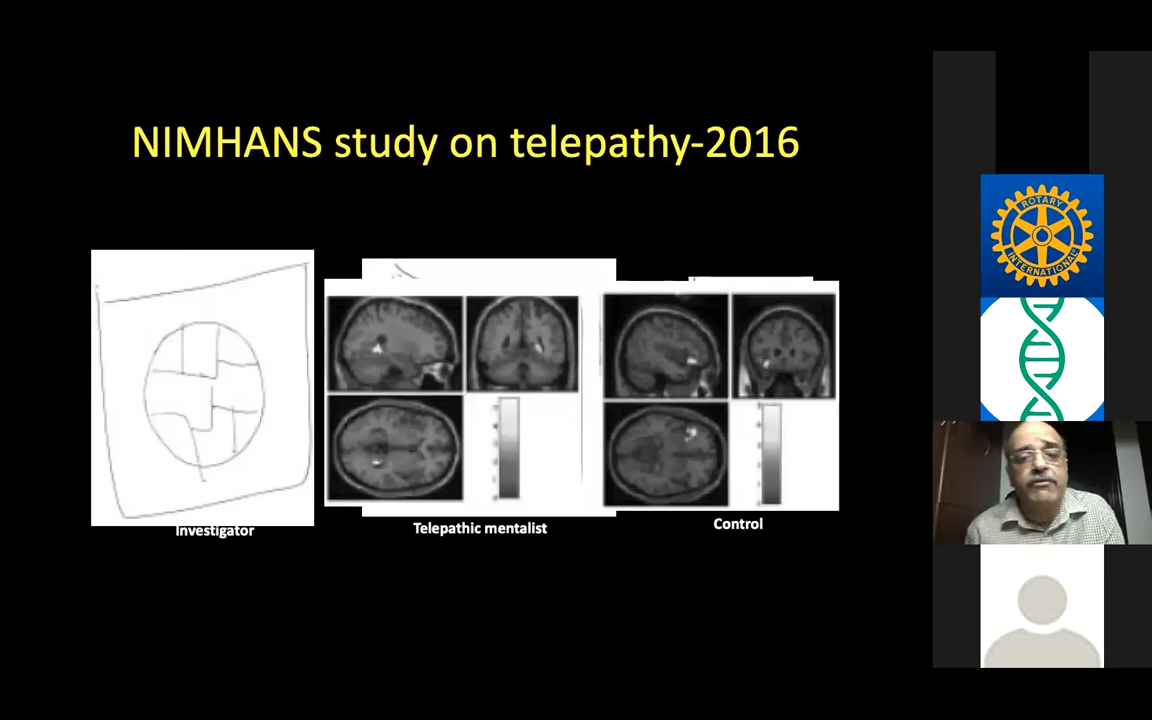 NIMHANS study on telepathy-2016
Investigator
Telepathic mentalist
Control
ROTARY
INTERNATIONAL